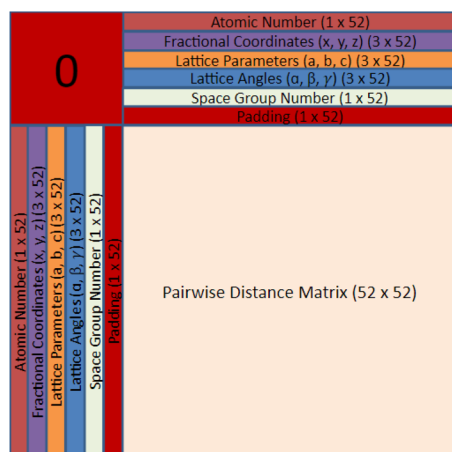 0
Atomic Number (1 x 52)
Fractional Coordinates (x, y, z) (3 x 52)
Lattice Parameters (a, b, c) (3 x 52)
Lattice Angles (α, β, γ) (3 x 52)
Space Group Number (1 x 52)
Padding (1 x 52)
Atomic Number (1 x 52)
Fractional Coordinates (x, y, z) (3 x 52)
Lattice Parameters (a, b, c) (3 x 52)
Lattice Angles (α, β, γ) (3 x 52)
Space Group Number (1 x 52)
Padding (1 x 52)
Pairwise Distance Matrix (52 x 52)